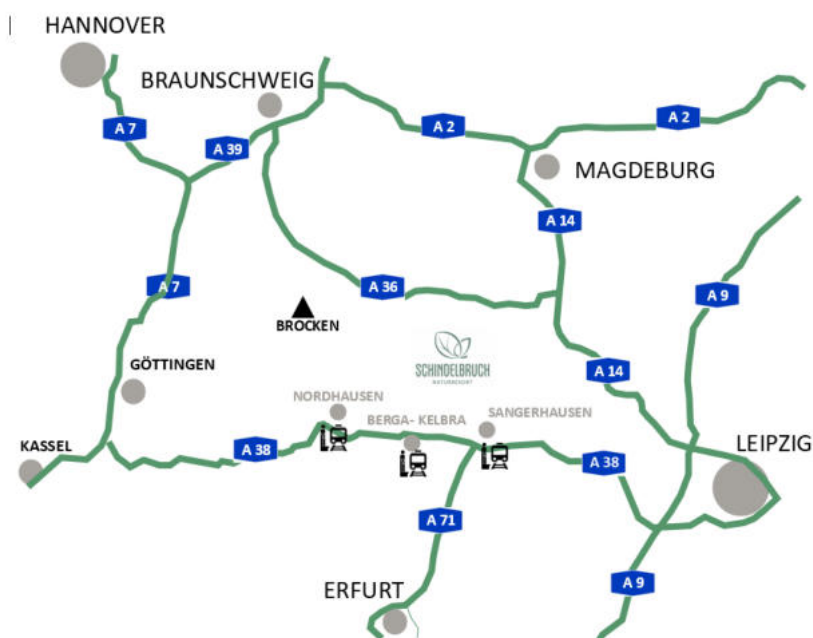 HANNOVER
BRAUNSCHWEIG
A 7
A 39
A 2
A 2
MAGDEBURG
A 14
A 7
A 36
A 9
BROCKEN
SCHINDELBRUCH
NATURRESORT
GÖTTINGEN
A 14
NORDHAUSEN
BERGA- KELBRA
SANGERHAUSEN
KASSEL
A 38
A 38
LEIPZIG
A 71
ERFURT
A 9